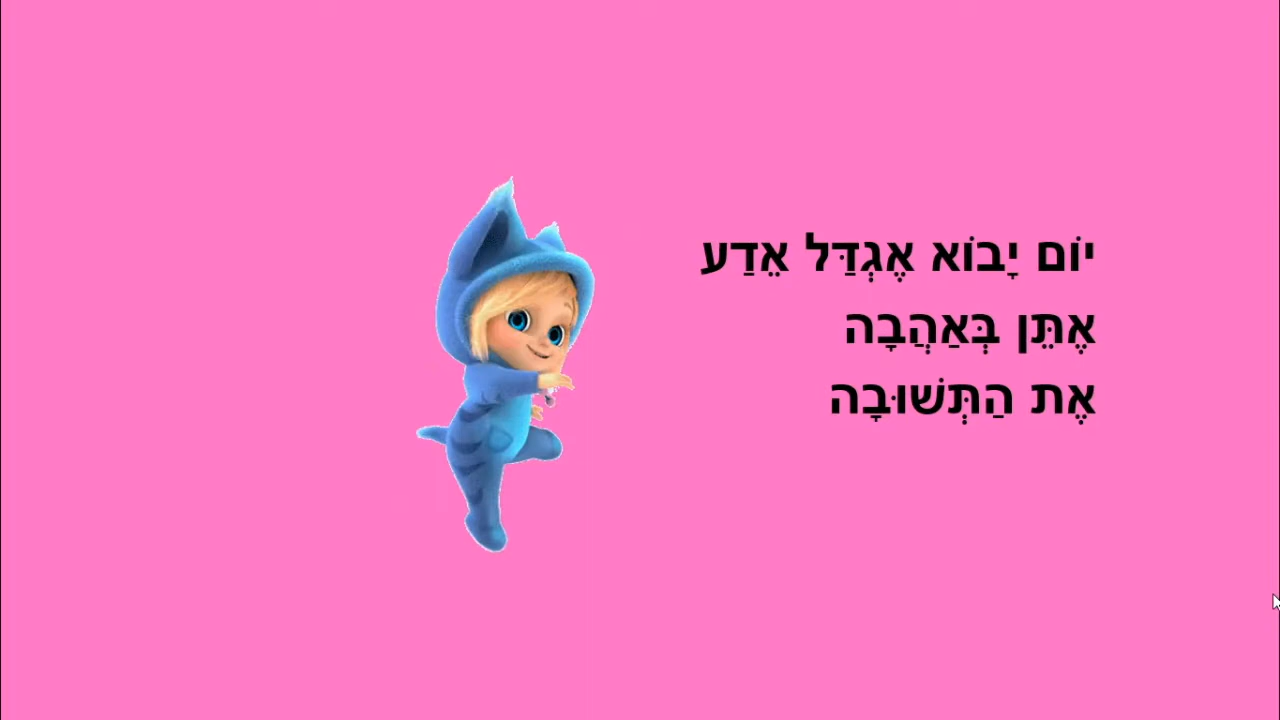 יוֹם יָבוֹא אֶגְדַּל אֵדַע
אֶתֵּן בְּאַהֲבָה
אֶת הַתְּשׁוּבָה